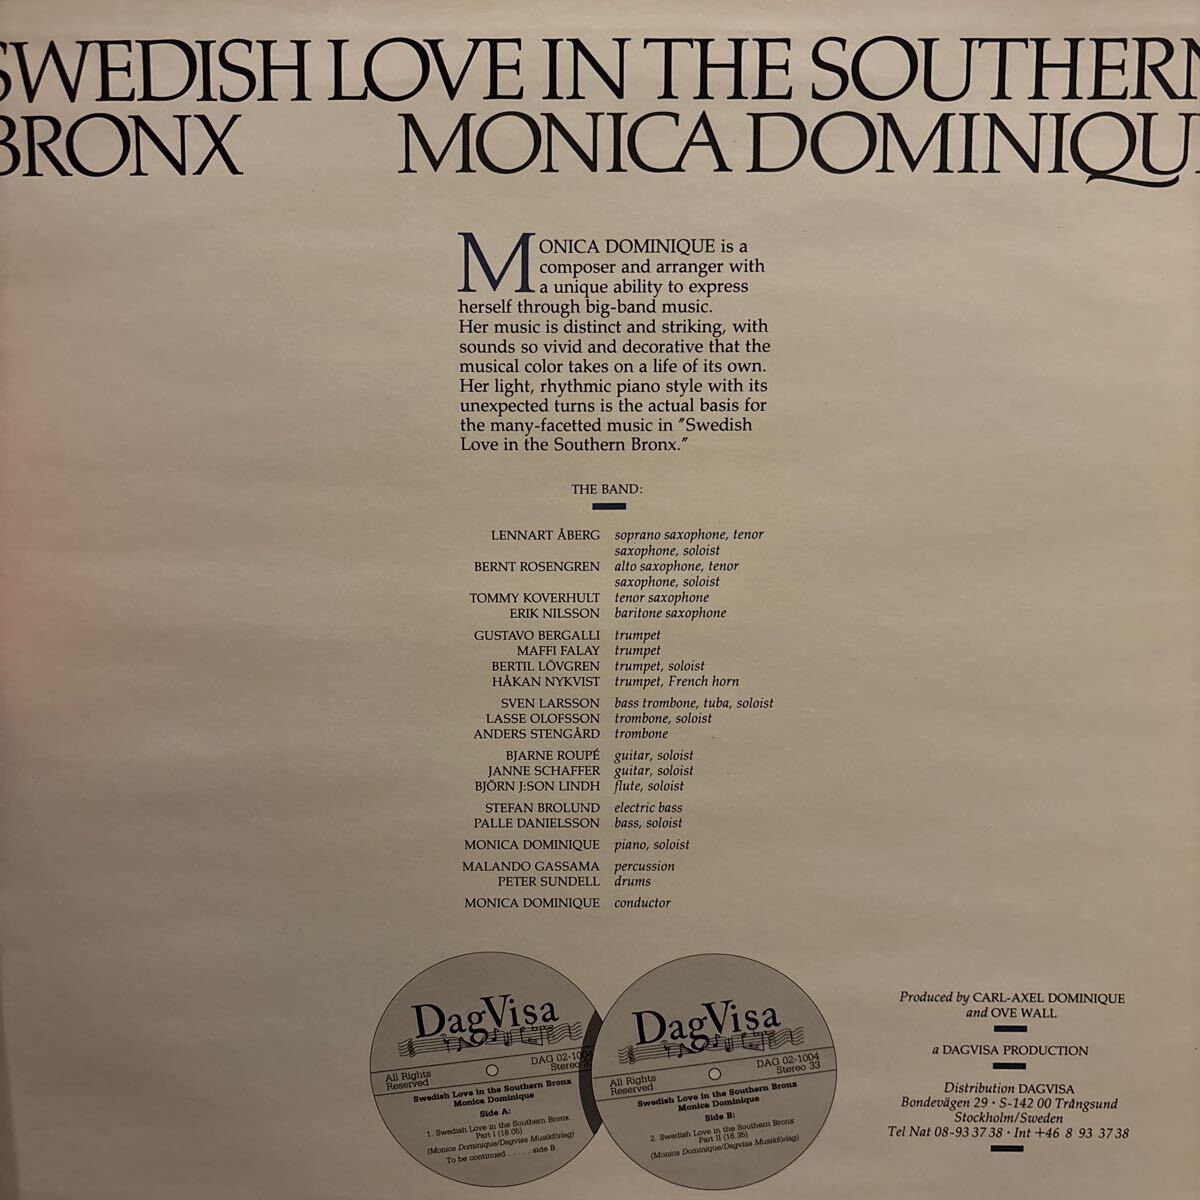 SWEDISH LOVE IN THE SOUTHERN
BRONX MONICA DOMINIQUE
MONICA DOMINIQUE is a
composer and arranger with
a unique ability to express
herself through big-band music.
Her music is distinct and striking, with
sounds so vivid and decorative that the
musical color takes on a life of its own.
Her light, rhythmic piano style with its
unexpected turns is the actual basis for
the many-facetted music in "Swedish
Love in the Southern Bronx."
THE BAND:
LENNART ÅBERG soprano saxophone, tenor
saxophone, soloist
BERNT ROSENGREN alto saxophone, tenor
saxophone, soloist
TOMMY KOVERHULT tenor saxophone
ERIK NILSSON baritone saxophone
GUSTAVO BERGALLI trumpet
MAFFI FALAY trumpet
BERTIL LÖVGREN trumpet, soloist
HÅKAN NYKVIST trumpet, French horn
SVEN LARSSON bass trombone, tuba, soloist
LASSE OLOFSSON trombone, soloist
ANDERS STENGÅRD trombone
BJARNE ROUPÉ guitar, soloist
JANNE SCHAFFER guitar, soloist
BJÖRN J:SON LINDH flute, soloist
STEFAN BROLUND electric bass
PALLE DANIELSSON bass, soloist
MONICA DOMINIQUE piano, soloist
MALANDO GASSAMA percussion
PETER SUNDELL drums
MONICA DOMINIQUE conductor
DagVisa
DAG 02-1004
Stereo 33
All Rights
Reserved
Swedish Love in the Southern Bronx
Monica Dominique
Side A:
1. Swedish Love in the Southern Bronx
Part I (18.05)
(Monica Dominique/Dagvisa Musikförlag)
To be continued . . . . . side B.
DagVisa
DAG 02-1004
Stereo 33
All Rights
Reserved
Swedish Love in the Southern Bronx
Monica Dominique
Side B:
2. Swedish Love in the Southern Bronx
Part II (16.35)
(Monica Dominique/Dagvisa Musikförlag)
Produced by CARL-AXEL DOMINIQUE
and OVE WALL
a DAGVISA PRODUCTION
Distribution DAGVISA
Bondevägen 29 · S-142 00 Trångsund
Stockholm/Sweden
Tel Nat 08-93 37 38 · Int +46 8 93 37 38